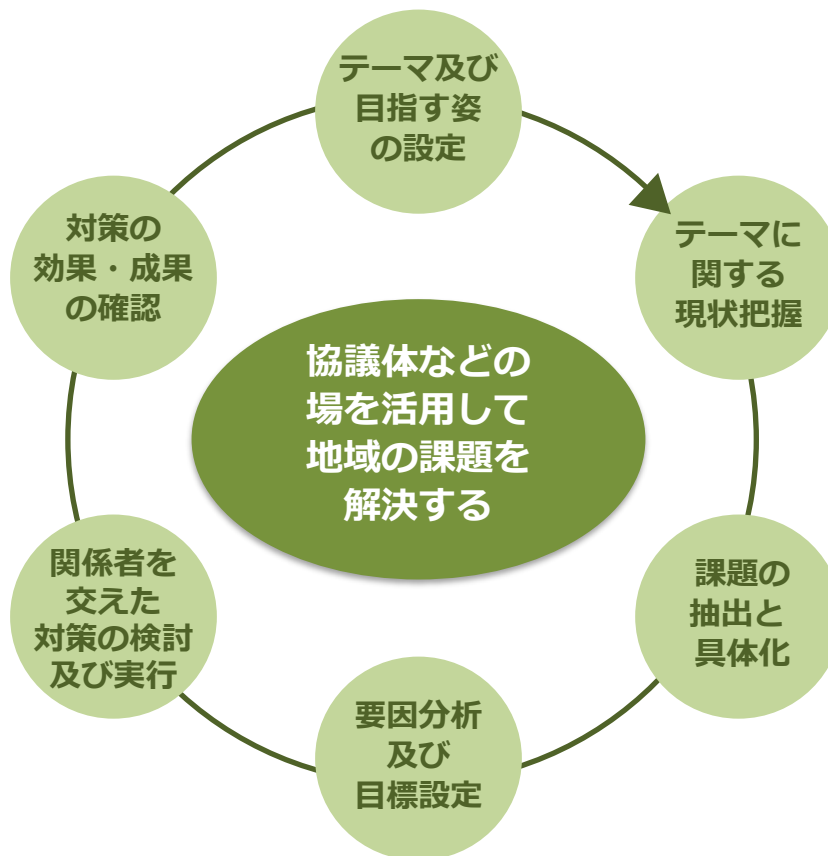 テーマ及び
目指す姿
の設定
テーマに
関する
現状把握
課題の
抽出と
具体化
要因分析
及び
目標設定
関係者を
交えた
対策の検討
及び実行
対策の
効果・成果
の確認
協議体などの
場を活用して
地域の課題を
解決する